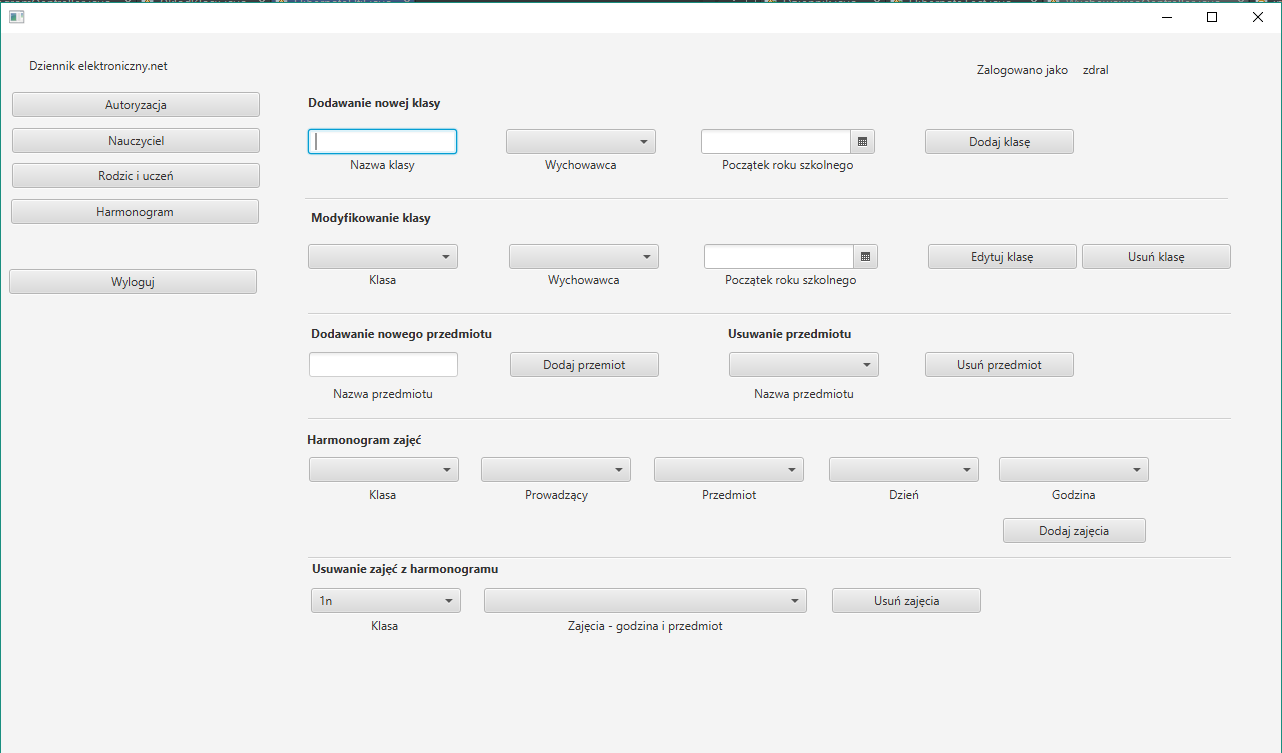 Dziennik elektroniczny.net
Zalogowano jako zdral
Autoryzacja
Nauczyciel
Rodzic i uczeń
Harmonogram
Wyloguj
Dodawanie nowej klasy
Nazwa klasy
Wychowawca
Początek roku szkolnego
Dodaj klasę
Modyfikowanie klasy
Klasa
Wychowawca
Początek roku szkolnego
Edytuj klasę
Usuń klasę
Dodawanie nowego przedmiotu
Dodaj przemiot
Nazwa przedmiotu
Usuwanie przedmiotu
Usuń przedmiot
Nazwa przedmiotu
Harmonogram zajęć
Klasa
Prowadzący
Przedmiot
Dzień
Godzina
Dodaj zajęcia
Usuwanie zajęć z harmonogramu
1n
Klasa
Zajęcia - godzina i przedmiot
Usuń zajęcia